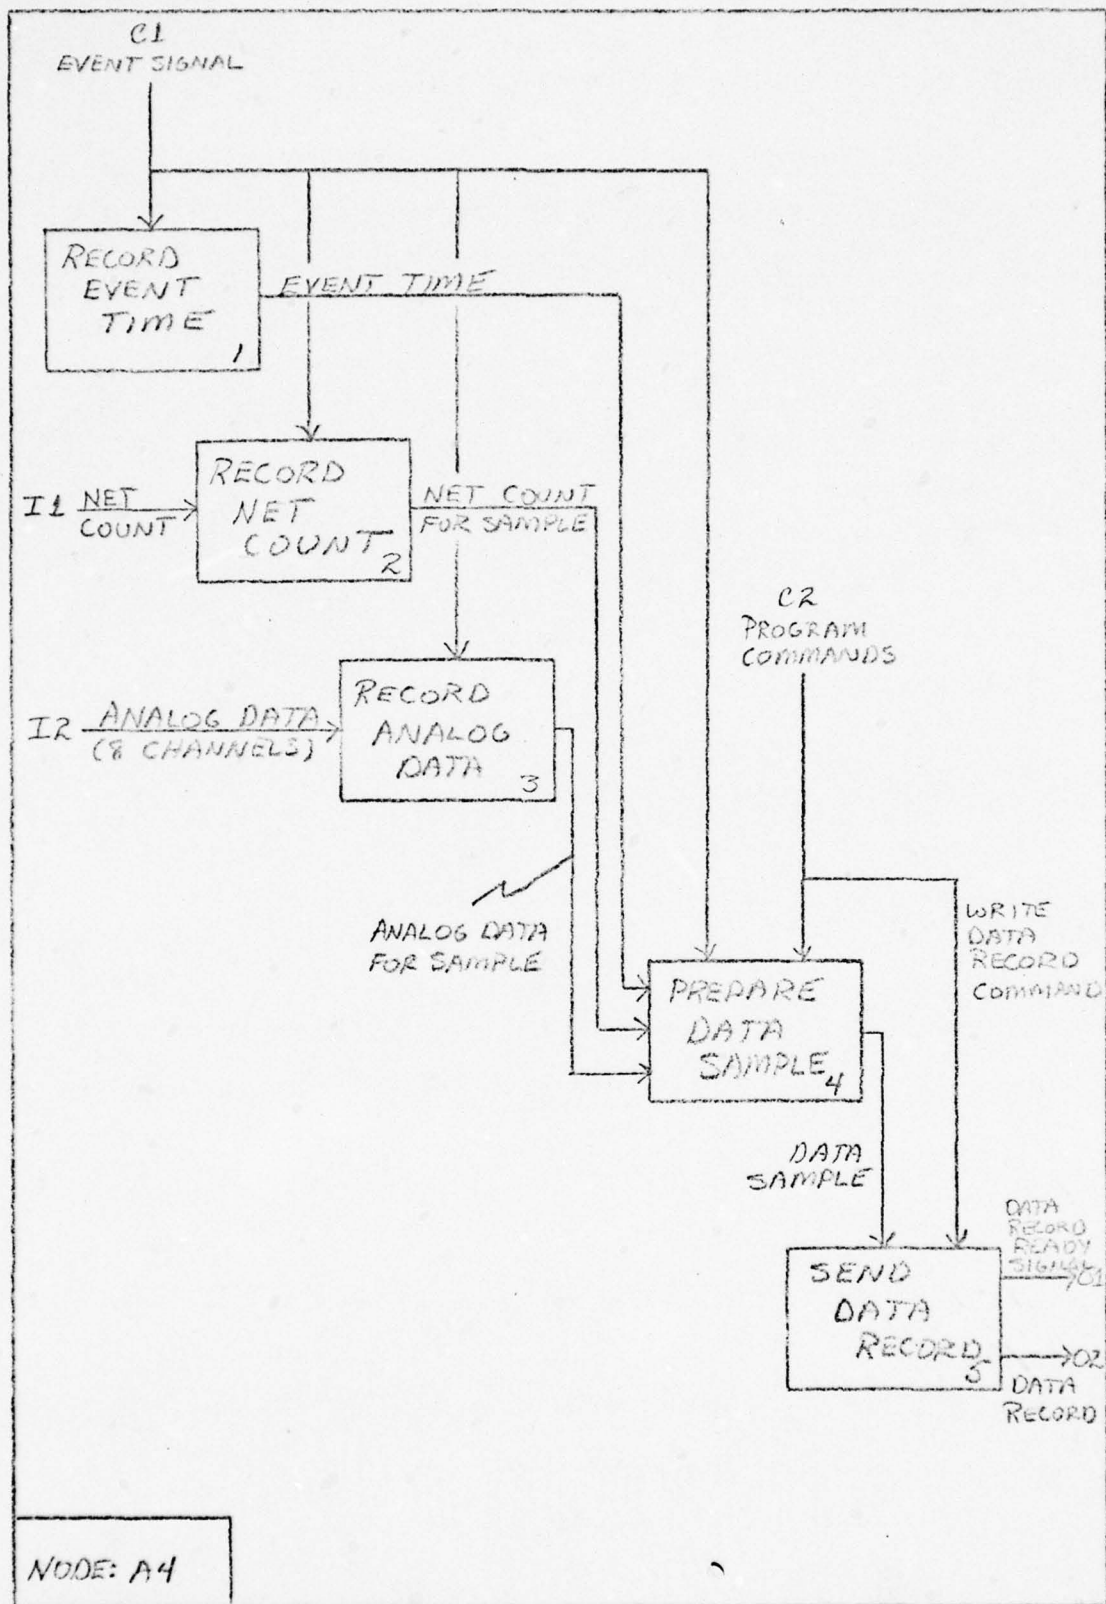 C1
EVENT SIGNAL
RECORD
EVENT
TIME
1
EVENT TIME
RECORD
NET
COUNT
2
I1 NET
COUNT
NET COUNT
FOR SAMPLE
C2
PROGRAM
COMMANDS
I2 ANALOG DATA
(8 CHANNELS)
RECORD
ANALOG
DATA
3
ANALOG DATA
FOR SAMPLE
WRITE
DATA
RECORD
COMMAND
PREPARE
DATA
SAMPLE
4
DATA
SAMPLE
DATA
RECORD
READY
SIGNAL
O1
SEND
DATA
RECORD
5
O2
DATA
RECORD
NODE: A4